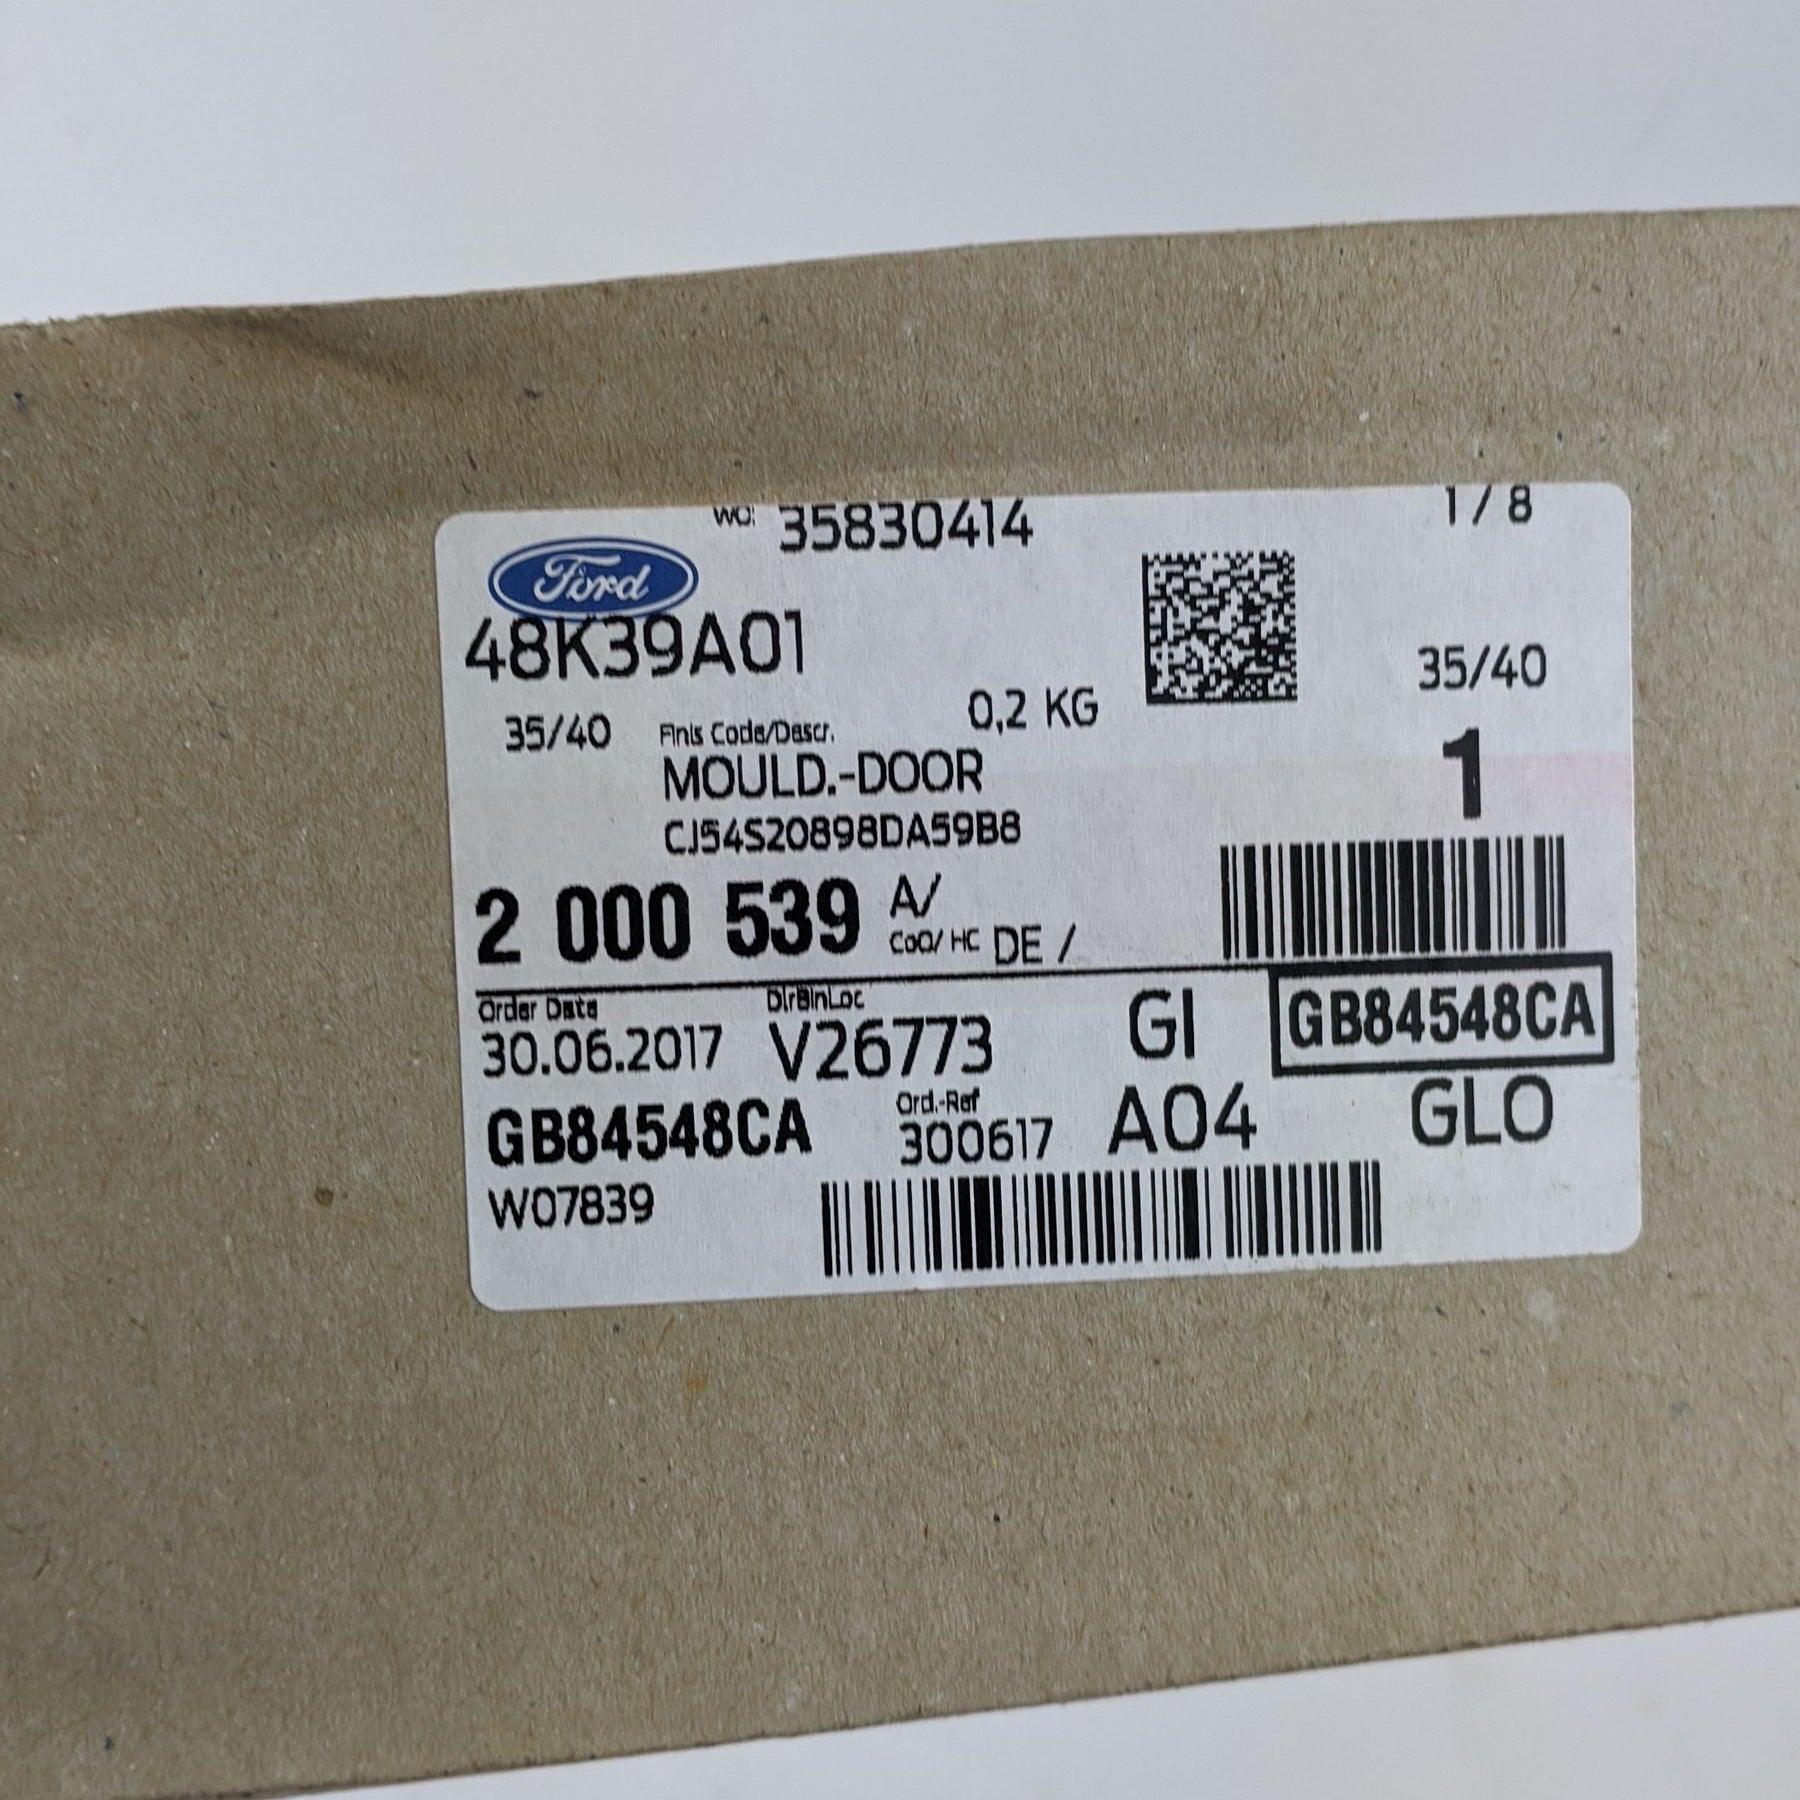 WO: 35830414 1 / 8
Ford
48K39A01
35/40
35/40 Finis Code/Descr. 0,2 KG
MOULD.-DOOR 1
CJ54S20898DA59B8
2 000 539 A/
CoO/ HC DE /
Order Date DirBinLoc
30.06.2017 V26773 GI GB84548CA
GB84548CA Ord.-Ref 300617 A04 GLO
W07839